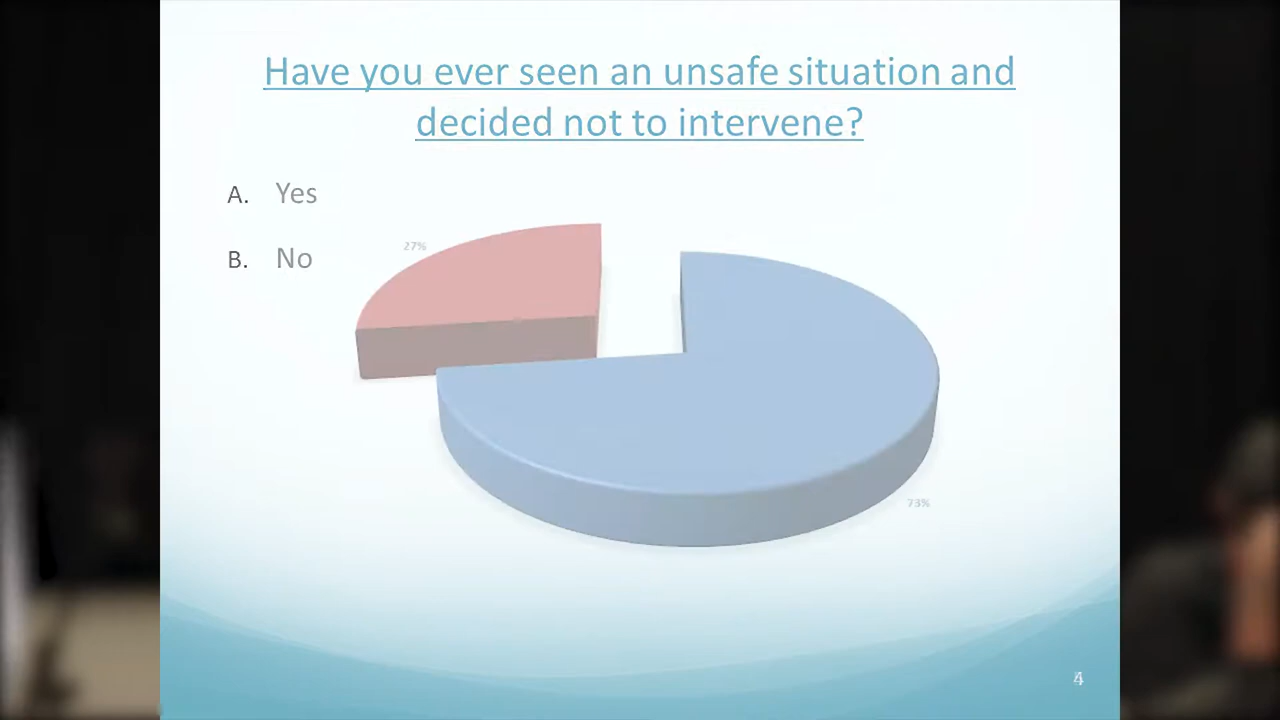 Have you ever seen an unsafe situation and
decided not to intervene?
A. Yes
B. No
27%
73%
4